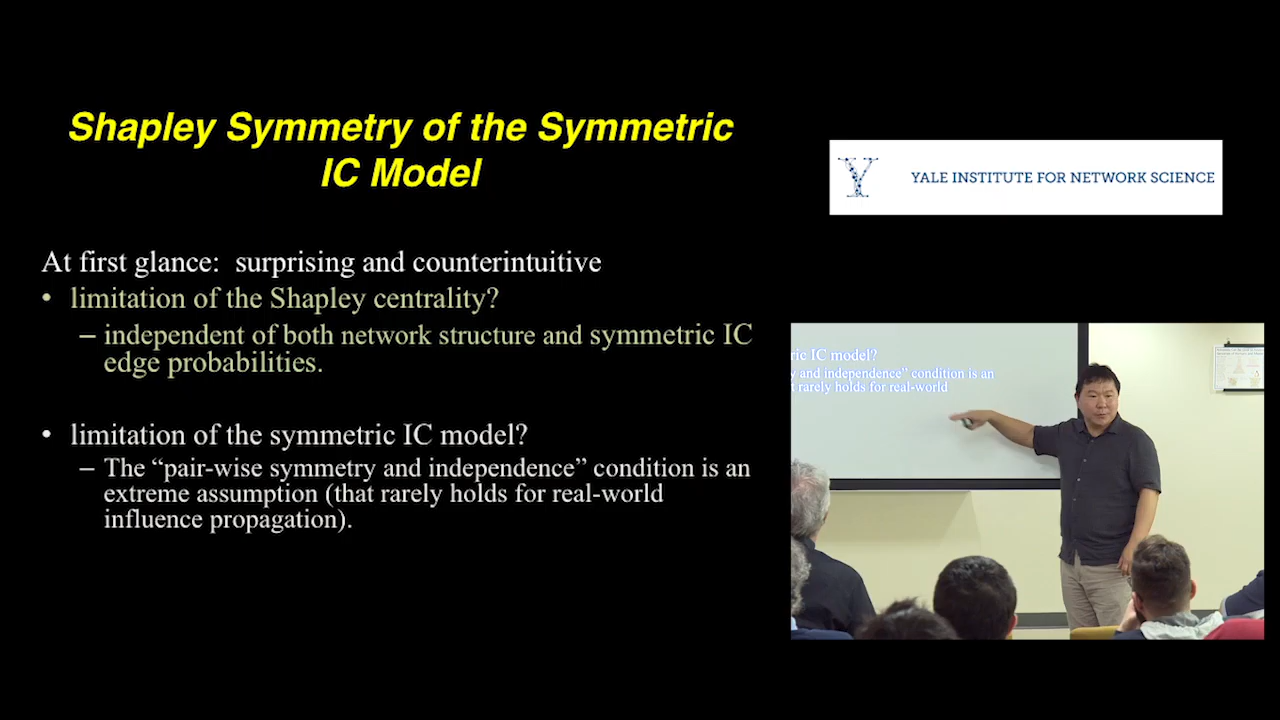 Shapley Symmetry of the Symmetric
IC Model
At first glance:  surprising and counterintuitive
• limitation of the Shapley centrality?
– independent of both network structure and symmetric IC
edge probabilities.
• limitation of the symmetric IC model?
– The “pair-wise symmetry and independence” condition is an
extreme assumption (that rarely holds for real-world
influence propagation).
Y YALE INSTITUTE FOR NETWORK SCIENCE
ric IC model?
y and independence” condition is an
t rarely holds for real-world